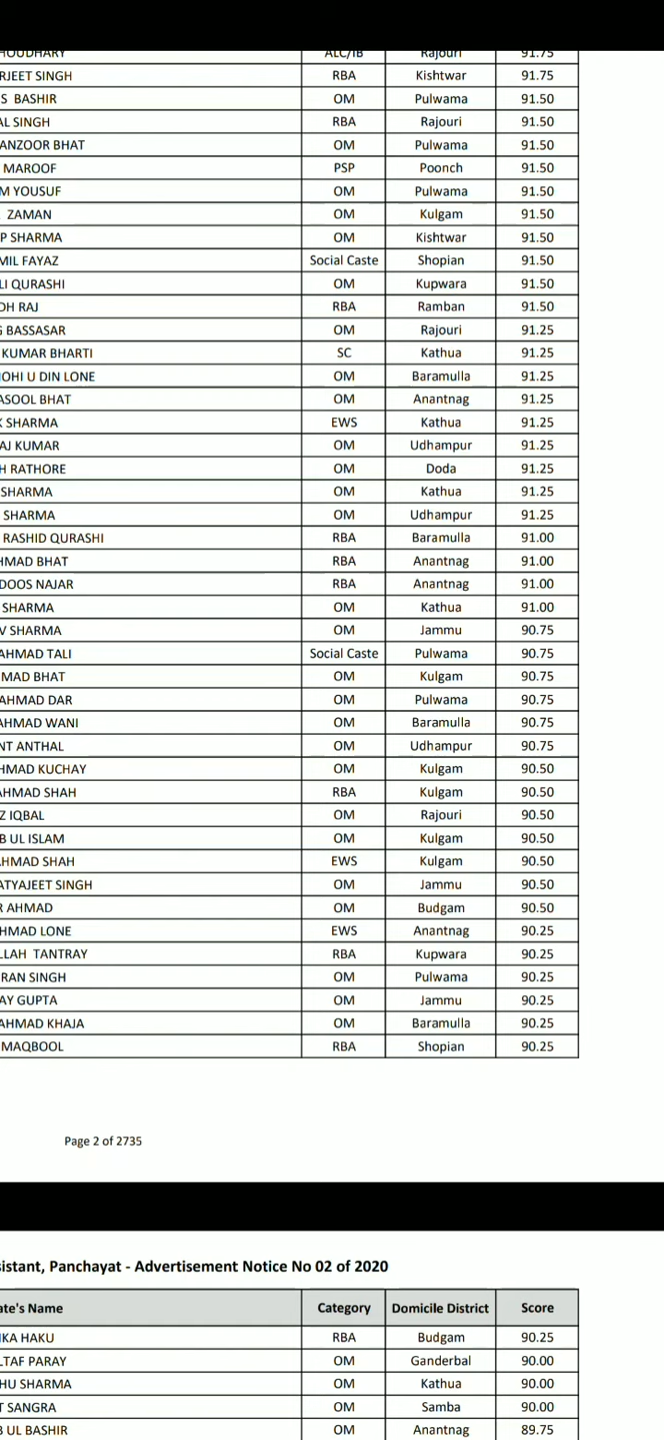 HOUDHARY ALC/IB Rajouri 91.75
RJEET SINGH RBA Kishtwar 91.75
S BASHIR OM Pulwama 91.50
AL SINGH RBA Rajouri 91.50
ANZOOR BHAT OM Pulwama 91.50
MAROOF PSP Poonch 91.50
M YOUSUF OM Pulwama 91.50
ZAMAN OM Kulgam 91.50
P SHARMA OM Kishtwar 91.50
MIL FAYAZ Social Caste Shopian 91.50
LI QURASHI OM Kupwara 91.50
DH RAJ RBA Ramban 91.50
BASSASAR OM Rajouri 91.25
KUMAR BHARTI SC Kathua 91.25
OHI U DIN LONE OM Baramulla 91.25
ASOOL BHAT OM Anantnag 91.25
SHARMA EWS Kathua 91.25
AJ KUMAR OM Udhampur 91.25
H RATHORE OM Doda 91.25
SHARMA OM Kathua 91.25
SHARMA OM Udhampur 91.25
RASHID QURASHI RBA Baramulla 91.00
HMAD BHAT RBA Anantnag 91.00
DOOS NAJAR RBA Anantnag 91.00
SHARMA OM Kathua 91.00
V SHARMA OM Jammu 90.75
AHMAD TALI Social Caste Pulwama 90.75
MAD BHAT OM Kulgam 90.75
AHMAD DAR OM Pulwama 90.75
AHMAD WANI OM Baramulla 90.75
NT ANTHAL OM Udhampur 90.75
HMAD KUCHAY OM Kulgam 90.50
AHMAD SHAH RBA Kulgam 90.50
Z IQBAL OM Rajouri 90.50
B UL ISLAM OM Kulgam 90.50
HMAD SHAH EWS Kulgam 90.50
ATYAJEET SINGH OM Jammu 90.50
R AHMAD OM Budgam 90.50
HMAD LONE EWS Anantnag 90.25
LLAH TANTRAY RBA Kupwara 90.25
RAN SINGH OM Pulwama 90.25
AY GUPTA OM Jammu 90.25
AHMAD KHAJA OM Baramulla 90.25
MAQBOOL RBA Shopian 90.25
Page 2 of 2735
sistant, Panchayat - Advertisement Notice No 02 of 2020
ate's Name Category Domicile District Score
IKA HAKU RBA Budgam 90.25
LTAF PARAY OM Ganderbal 90.00
HU SHARMA OM Kathua 90.00
T SANGRA OM Samba 90.00
B UL BASHIR OM Anantnag 89.75